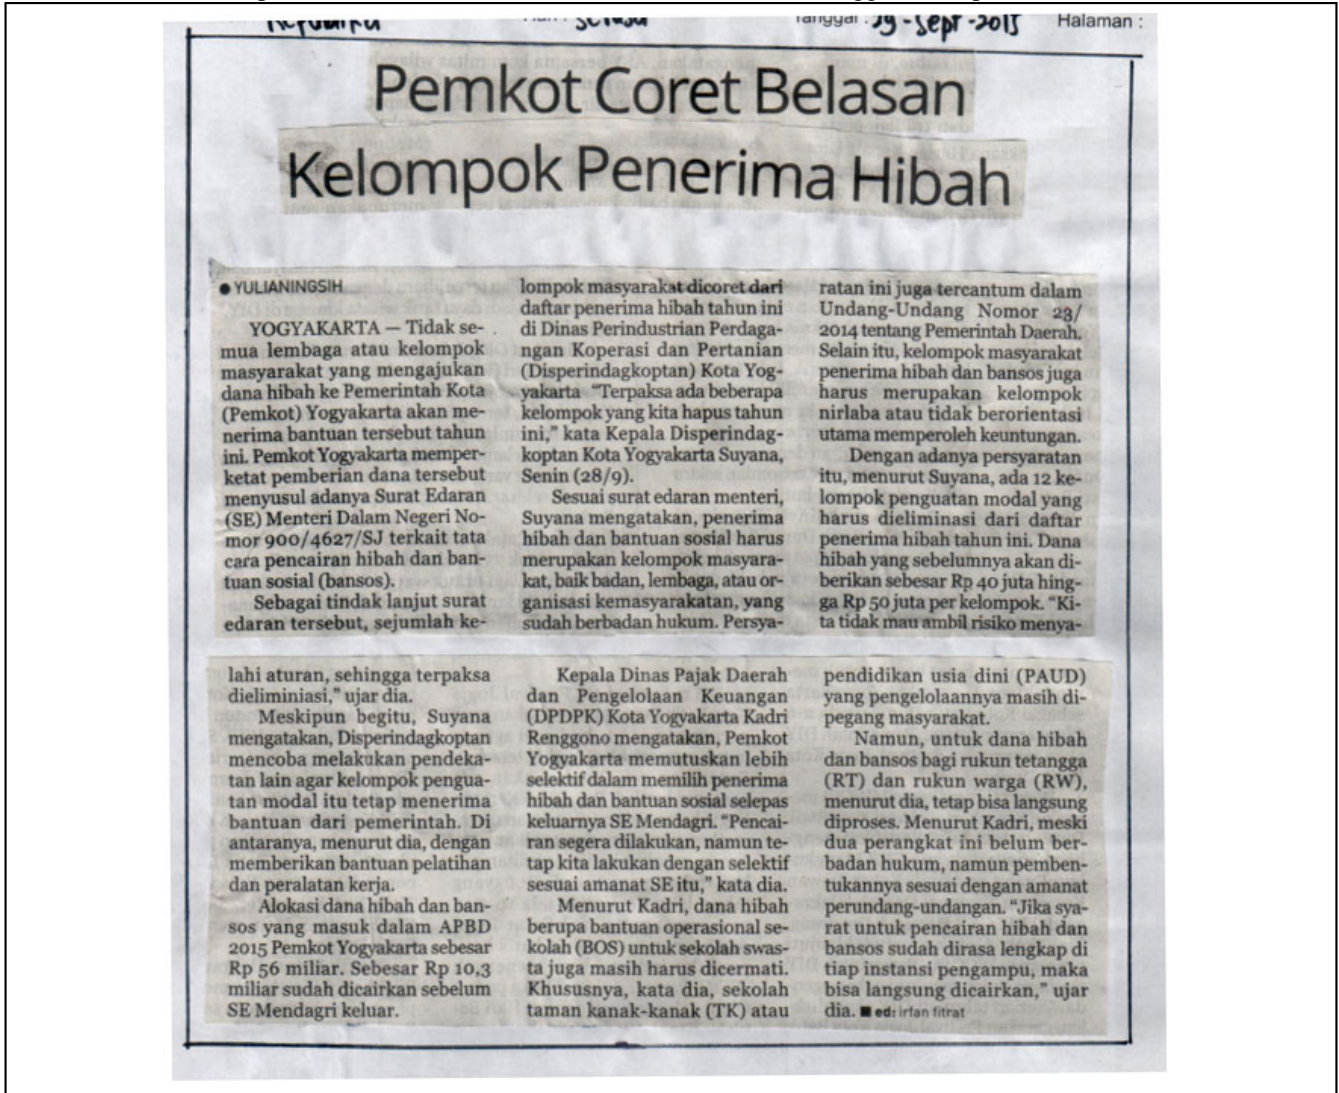 Republika Hari : Selasa Tanggal : 29-Sept-2015 Halaman :
Pemkot Coret Belasan
Kelompok Penerima Hibah
● YULIANINGSIH
YOGYAKARTA — Tidak se-
mua lembaga atau kelompok
masyarakat yang mengajukan
dana hibah ke Pemerintah Kota
(Pemkot) Yogyakarta akan me-
nerima bantuan tersebut tahun
ini. Pemkot Yogyakarta memper-
ketat pemberian dana tersebut
menyusul adanya Surat Edaran
(SE) Menteri Dalam Negeri No-
mor 900/4627/SJ terkait tata
cara pencairan hibah dan ban-
tuan sosial (bansos).
Sebagai tindak lanjut surat
edaran tersebut, sejumlah ke-
lompok masyarakat dicoret dari
daftar penerima hibah tahun ini
di Dinas Perindustrian Perdaga-
ngan Koperasi dan Pertanian
(Disperindagkoptan) Kota Yog-
yakarta "Terpaksa ada beberapa
kelompok yang kita hapus tahun
ini," kata Kepala Disperindag-
koptan Kota Yogyakarta Suyana,
Senin (28/9).
Sesuai surat edaran menteri,
Suyana mengatakan, penerima
hibah dan bantuan sosial harus
merupakan kelompok masyara-
kat, baik badan, lembaga, atau or-
ganisasi kemasyarakatan, yang
sudah berbadan hukum. Persya-
ratan ini juga tercantum dalam
Undang-Undang Nomor 23/
2014 tentang Pemerintah Daerah.
Selain itu, kelompok masyarakat
penerima hibah dan bansos juga
harus merupakan kelompok
nirlaba atau tidak berorientasi
utama memperoleh keuntungan.
Dengan adanya persyaratan
itu, menurut Suyana, ada 12 ke-
lompok penguatan modal yang
harus dieliminasi dari daftar
penerima hibah tahun ini. Dana
hibah yang sebelumnya akan di-
berikan sebesar Rp 40 juta hing-
ga Rp 50 juta per kelompok. "Ki-
ta tidak mau ambil risiko menya-
lahi aturan, sehingga terpaksa
dieliminiasi," ujar dia.
Meskipun begitu, Suyana
mengatakan, Disperindagkoptan
mencoba melakukan pendeka-
tan lain agar kelompok pengua-
tan modal itu tetap menerima
bantuan dari pemerintah. Di
antaranya, menurut dia, dengan
memberikan bantuan pelatihan
dan peralatan kerja.
Alokasi dana hibah dan ban-
sos yang masuk dalam APBD
2015 Pemkot Yogyakarta sebesar
Rp 56 miliar. Sebesar Rp 10,3
miliar sudah dicairkan sebelum
SE Mendagri keluar.
Kepala Dinas Pajak Daerah
dan Pengelolaan Keuangan
(DPDPK) Kota Yogyakarta Kadri
Renggono mengatakan, Pemkot
Yogyakarta memutuskan lebih
selektif dalam memilih penerima
hibah dan bantuan sosial selepas
keluarnya SE Mendagri. "Pencai-
ran segera dilakukan, namun te-
tap kita lakukan dengan selektif
sesuai amanat SE itu," kata dia.
Menurut Kadri, dana hibah
berupa bantuan operasional se-
kolah (BOS) untuk sekolah swas-
ta juga masih harus dicermati.
Khususnya, kata dia, sekolah
taman kanak-kanak (TK) atau
pendidikan usia dini (PAUD)
yang pengelolaannya masih di-
pegang masyarakat.
Namun, untuk dana hibah
dan bansos bagi rukun tetangga
(RT) dan rukun warga (RW),
menurut dia, tetap bisa langsung
diproses. Menurut Kadri, meski
dua perangkat ini belum ber-
badan hukum, namun pemben-
tukannya sesuai dengan amanat
perundang-undangan. "Jika sya-
rat untuk pencairan hibah dan
bansos sudah dirasa lengkap di
tiap instansi pengampu, maka
bisa langsung dicairkan," ujar
dia. ■ ed: irfan fitrat